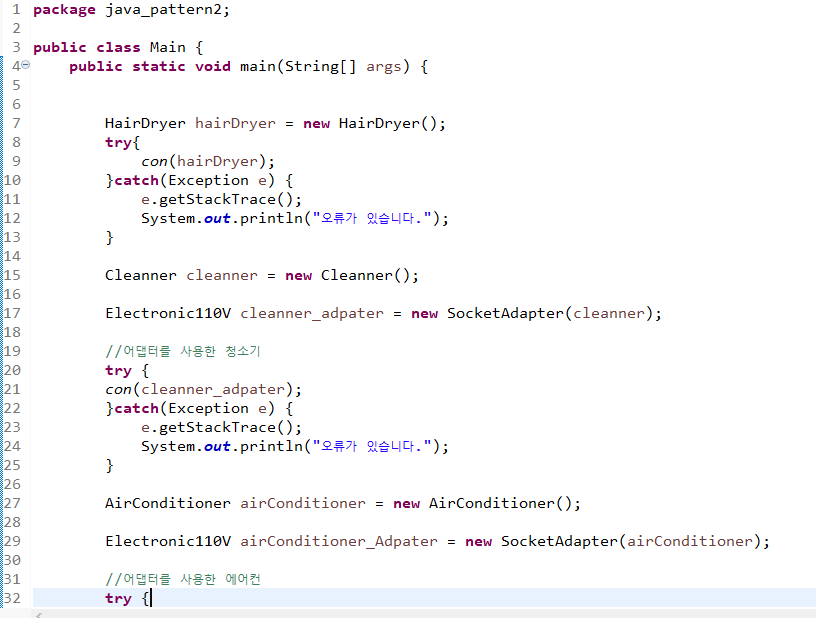 1 package java_pattern2;
2
3 public class Main {
4 public static void main(String[] args) {
5
6
7 HairDryer hairDryer = new HairDryer();
8 try{
9 con(hairDryer);
10 }catch(Exception e) {
11 e.getStackTrace();
12 System.out.println("오류가 있습니다.");
13 }
14
15 Cleanner cleanner = new Cleanner();
16
17 Electronic110V cleanner_adpater = new SocketAdapter(cleanner);
18
19 //어댑터를 사용한 청소기
20 try {
21 con(cleanner_adpater);
22 }catch(Exception e) {
23 e.getStackTrace();
24 System.out.println("오류가 있습니다.");
25 }
26
27 AirConditioner airConditioner = new AirConditioner();
28
29 Electronic110V airConditioner_Adpater = new SocketAdapter(airConditioner);
30
31 //어댑터를 사용한 에어컨
32 try {